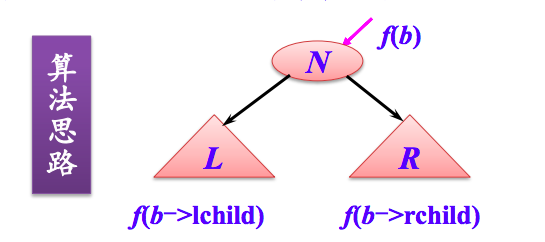 算法思路
f(b)
N
L
R
f(b->lchild)
f(b->rchild)